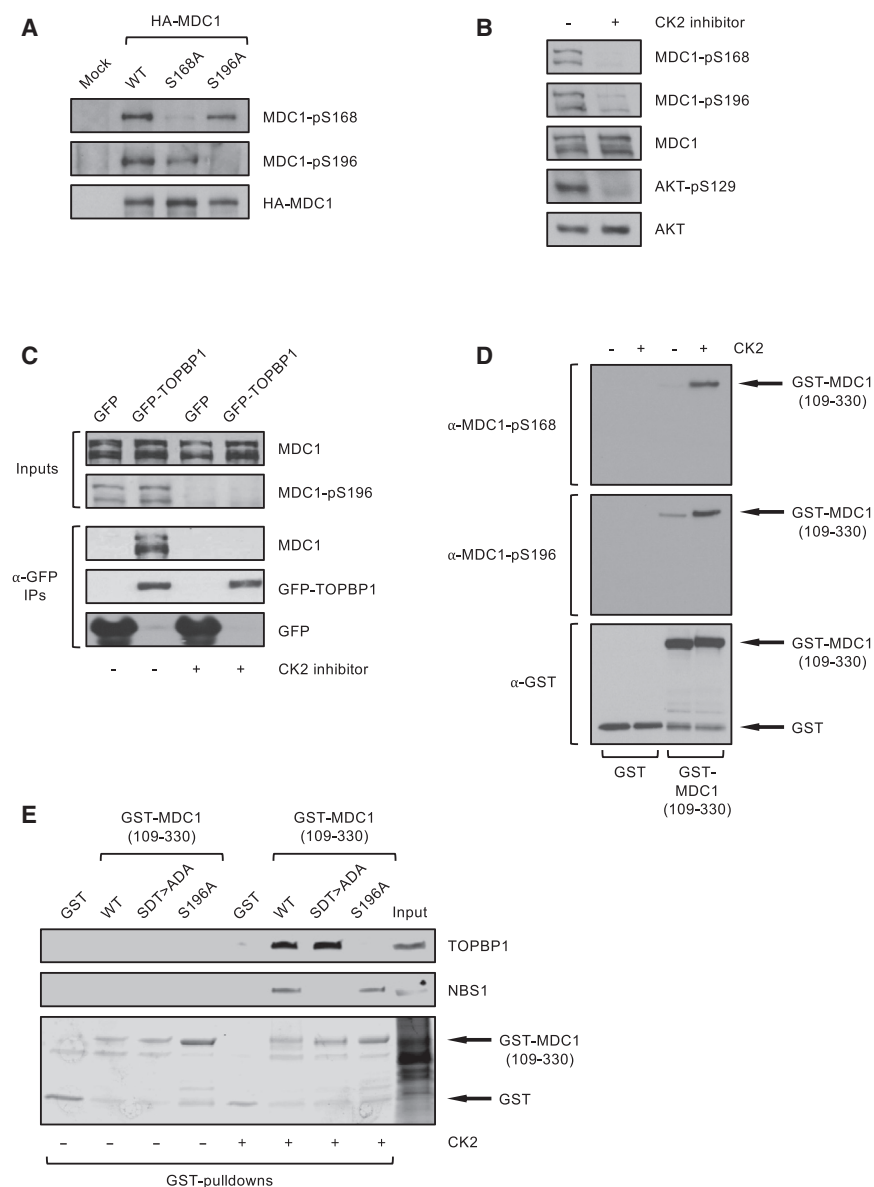 A
HA-MDC1
Mock
WT
S168A
S196A
MDC1-pS168
MDC1-pS196
HA-MDC1
B
- + CK2 inhibitor
MDC1-pS168
MDC1-pS196
MDC1
AKT-pS129
AKT
C
GFP
GFP-TOPBP1
GFP
GFP-TOPBP1
Inputs
MDC1
MDC1-pS196
α-GFP
IPs
MDC1
GFP-TOPBP1
GFP
- - + + CK2 inhibitor
D
- + - + CK2
α-MDC1-pS168
GST-MDC1
(109-330)
α-MDC1-pS196
GST-MDC1
(109-330)
α-GST
GST-MDC1
(109-330)
GST
GST
GST-
MDC1
(109-330)
E
GST-MDC1
(109-330)
GST-MDC1
(109-330)
GST
WT
SDT>ADA
S196A
GST
WT
SDT>ADA
S196A
Input
TOPBP1
NBS1
GST-MDC1
(109-330)
GST
- - - - + + + + CK2
GST-pulldowns